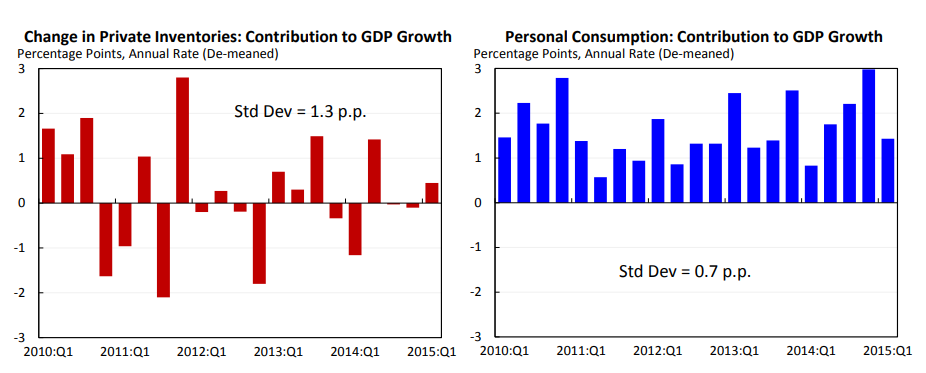 Change in Private Inventories: Contribution to GDP Growth
Percentage Points, Annual Rate (De-meaned)
3
2
1
0
-1
-2
-3
Std Dev = 1.3 p.p.
2010:Q1 2011:Q1 2012:Q1 2013:Q1 2014:Q1 2015:Q1
Personal Consumption: Contribution to GDP Growth
Percentage Points, Annual Rate (De-meaned)
3
2
1
0
-1
-2
-3
Std Dev = 0.7 p.p.
2010:Q1 2011:Q1 2012:Q1 2013:Q1 2014:Q1 2015:Q1